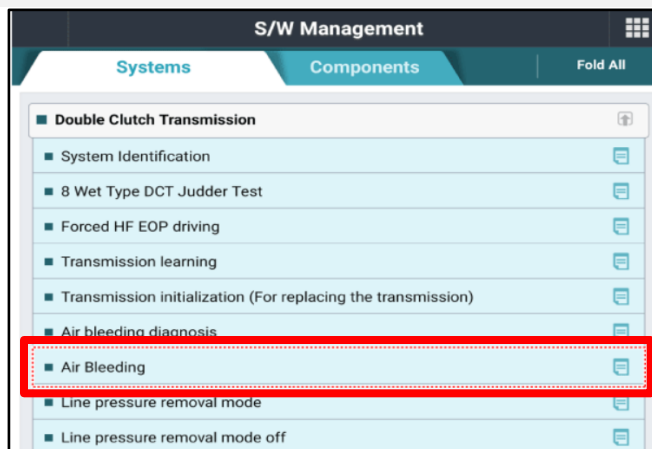 S/W Management
Systems
Components
Fold All
Double Clutch Transmission
System Identification
8 Wet Type DCT Judder Test
Forced HF EOP driving
Transmission learning
Transmission initialization (For replacing the transmission)
Air bleeding diagnosis
Air Bleeding
Line pressure removal mode
Line pressure removal mode off